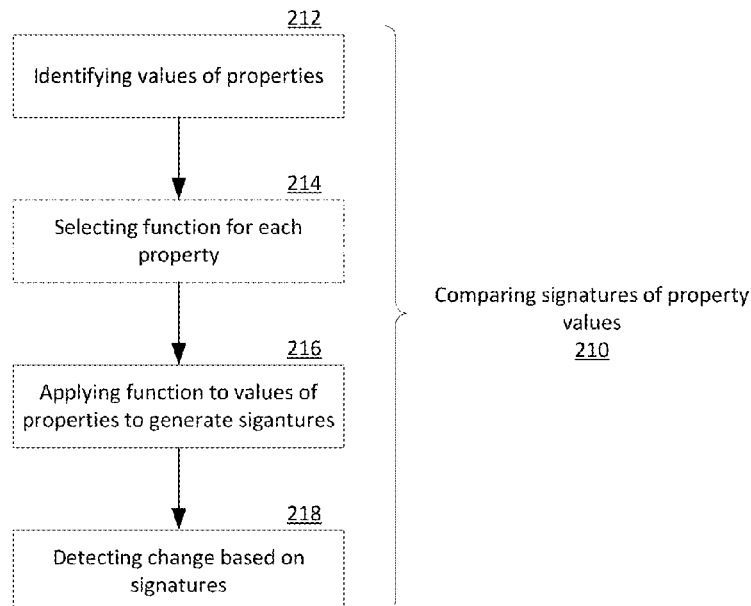 212
Identifying values of properties
214
Selecting function for each
property
Comparing signatures of property
values
210
216
Applying function to values of
properties to generate sigantures
218
Detecting change based on
signatures